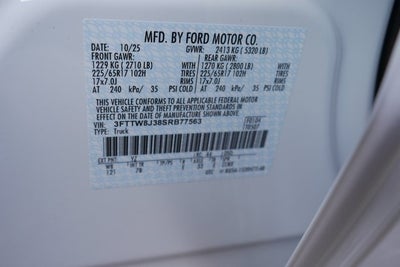 MFD. BY FORD MOTOR CO.
DATE: 10/25 GVWR: 2413 KG ( 5320 LB)
FRONT GAWR: REAR GAWR:
1229 KG ( 2710 LB) 1270 KG ( 2800 LB)
225/65R17 102H TIRES 225/65R17 102H
17x7.0J RIMS 17x7.0J
AT 240 kPa/ 35 PSI COLD AT 240 kPa/ 35 PSI COLD
THIS VEHICLE CONFORMS TO ALL APPLICABLE FEDERAL MOTOR
VEHICLE SAFETY AND THEFT PREVENTION STANDARDS IN
EFFECT ON THE DATE OF MANUFACTURE SHOWN ABOVE.
VIN: 3FTTW8J38SRB77563
TYPE: Truck
EXT PNT: YZ